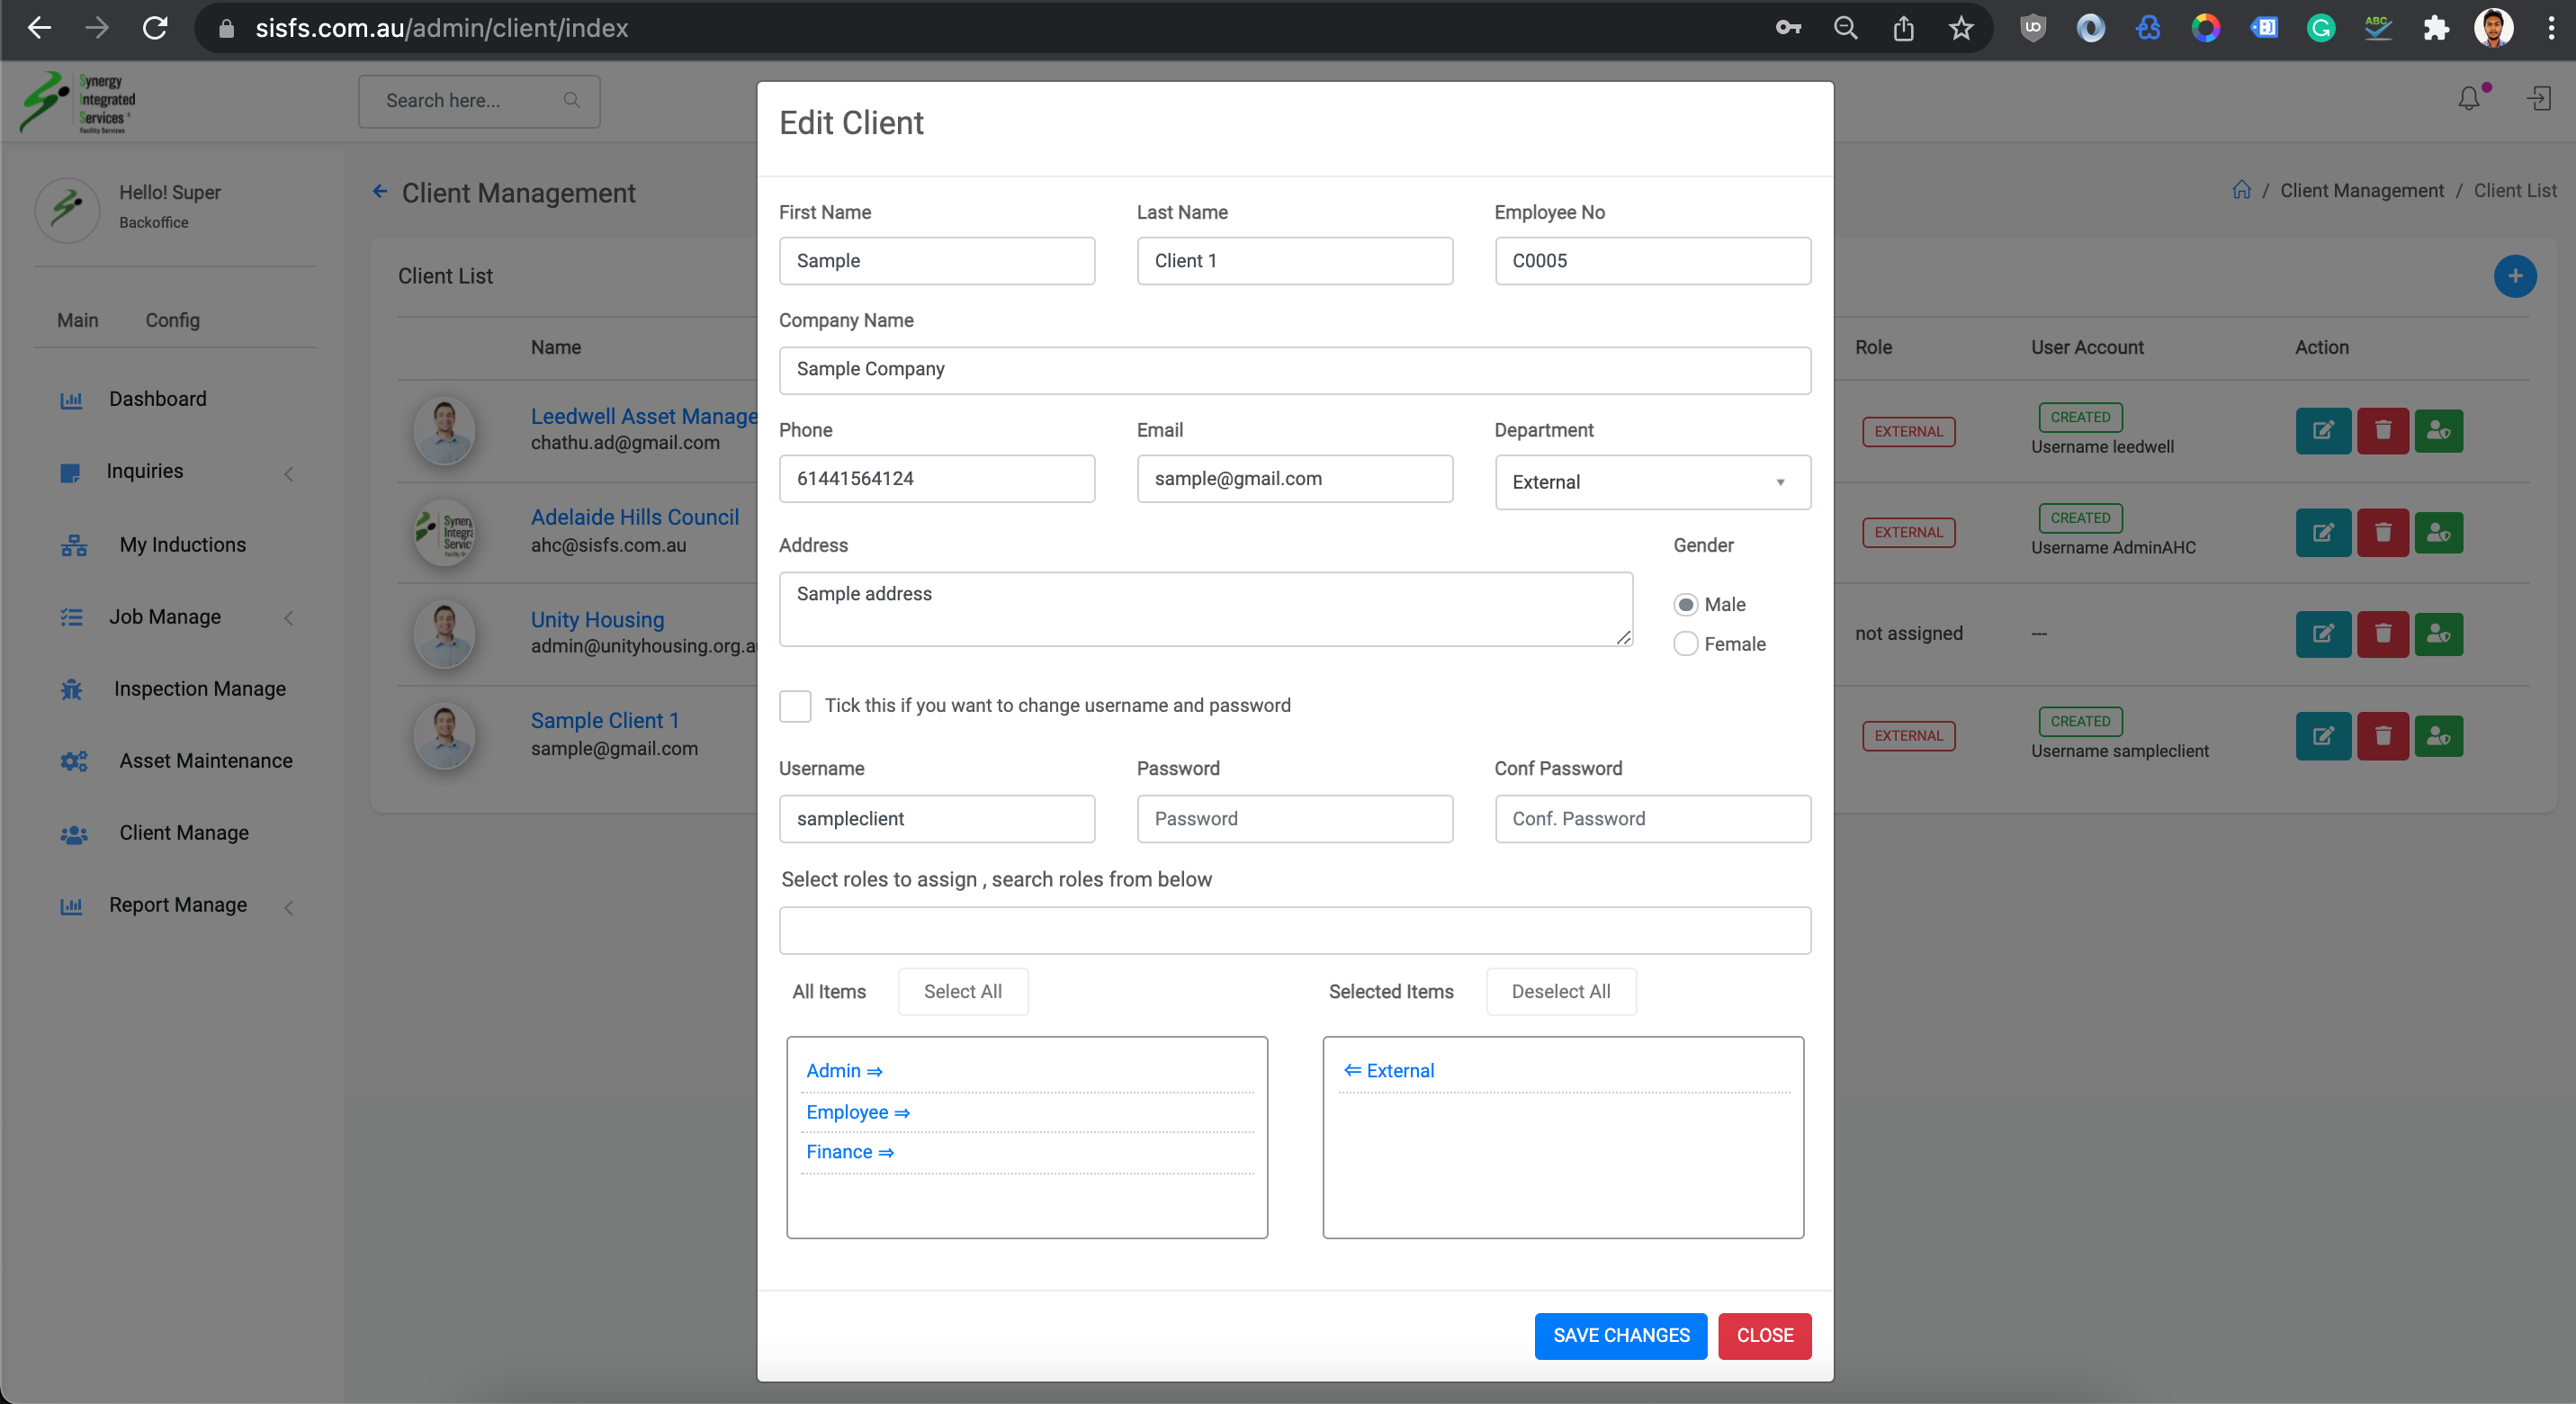 sisfs.com.au/admin/client/index
Synergy
Integrated
Services
Facility Services
Search here...
Hello! Super
Backoffice
Main Config
Dashboard
Inquiries
My Inductions
Job Manage
Inspection Manage
Asset Maintenance
Client Manage
Report Manage
Client Management
/ Client Management / Client List
Client List
Name Role User Account Action
Leedwell Asset Manage
chathu.ad@gmail.com
EXTERNAL
CREATED
Username leedwell
Adelaide Hills Council
ahc@sisfs.com.au
EXTERNAL
CREATED
Username AdminAHC
Unity Housing
admin@unityhousing.org.a
not assigned
---
Sample Client 1
sample@gmail.com
EXTERNAL
CREATED
Username sampleclient
Edit Client
First Name Last Name Employee No
Sample Client 1 C0005
Company Name
Sample Company
Phone Email Department
61441564124 sample@gmail.com External
Address Gender
Sample address
Male
Female
Tick this if you want to change username and password
Username Password Conf Password
sampleclient Password Conf. Password
Select roles to assign , search roles from below
All Items Select All Selected Items Deselect All
Admin ⇒
Employee ⇒
Finance ⇒
⇐ External
SAVE CHANGES CLOSE